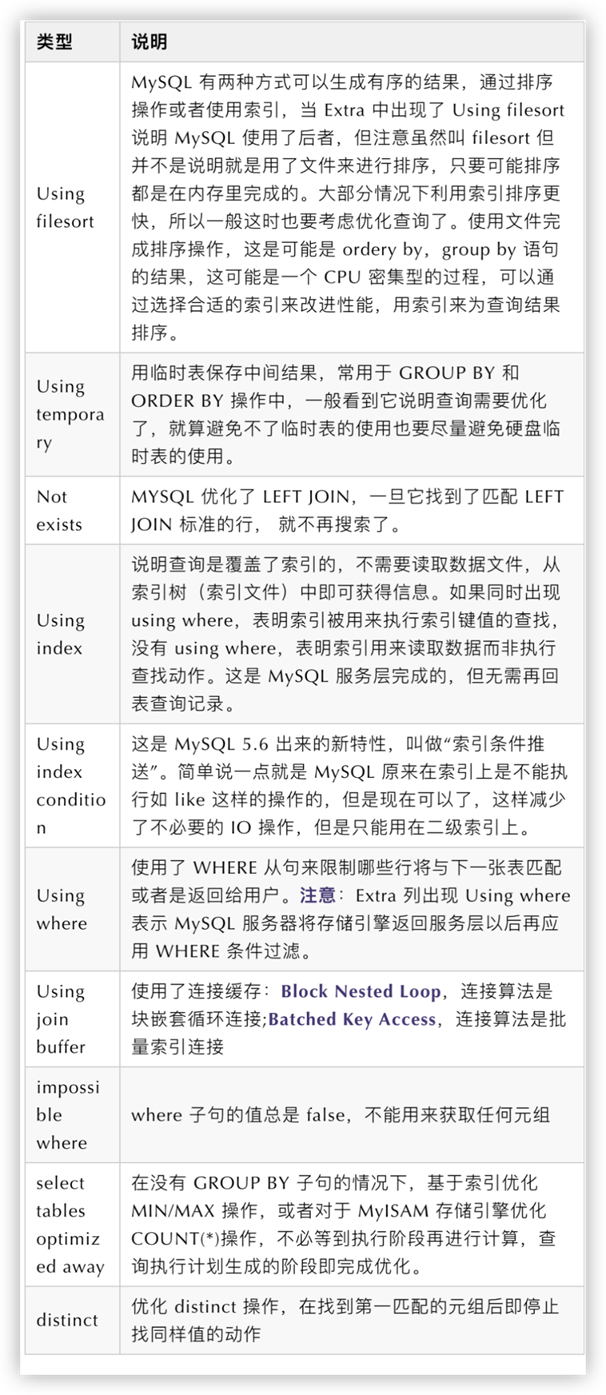 类型
说明
Using
filesort
MySQL 有两种方式可以生成有序的结果，通过排序
操作或者使用索引，当 Extra 中出现了 Using filesort
说明 MySQL 使用了后者，但注意虽然叫 filesort 但
并不是说明就是用了文件来进行排序，只要可能排序
都是在内存里完成的。大部分情况下利用索引排序更
快，所以一般这时也要考虑优化查询了。使用文件完
成排序操作，这是可能是 ordery by，group by 语句
的结果，这可能是一个 CPU 密集型的过程，可以通
过选择合适的索引来改进性能，用索引来为查询结果
排序。
Using
tempora
ry
用临时表保存中间结果，常用于 GROUP BY 和
ORDER BY 操作中，一般看到它说明查询需要优化
了，就算避免不了临时表的使用也要尽量避免硬盘临
时表的使用。
Not
exists
MYSQL 优化了 LEFT JOIN，一旦它找到了匹配 LEFT
JOIN 标准的行， 就不再搜索了。
Using
index
说明查询是覆盖了索引的，不需要读取数据文件，从
索引树（索引文件）中即可获得信息。如果同时出现
using where，表明索引被用来执行索引键值的查找，
没有 using where，表明索引用来读取数据而非执行
查找动作。这是 MySQL 服务层完成的，但无需再回
表查询记录。
Using
index
conditio
n
这是 MySQL 5.6 出来的新特性，叫做“索引条件推
送”。简单说一点就是 MySQL 原来在索引上是不能执
行如 like 这样的操作的，但是现在可以了，这样减少
了不必要的 IO 操作，但是只能用在二级索引上。
Using
where
使用了 WHERE 从句来限制哪些行将与下一张表匹配
或者是返回给用户。注意：Extra 列出现 Using where
表示 MySQL 服务器将存储引擎返回服务层以后再应
用 WHERE 条件过滤。
Using
join
buffer
使用了连接缓存：Block Nested Loop，连接算法是
块嵌套循环连接;Batched Key Access，连接算法是批
量索引连接
impossi
ble
where
where 子句的值总是 false，不能用来获取任何元组
select
tables
optimiz
ed away
在没有 GROUP BY 子句的情况下，基于索引优化
MIN/MAX 操作，或者对于 MyISAM 存储引擎优化
COUNT(*)操作，不必等到执行阶段再进行计算，查
询执行计划生成的阶段即完成优化。
distinct
优化 distinct 操作，在找到第一匹配的元组后即停止
找同样值的动作